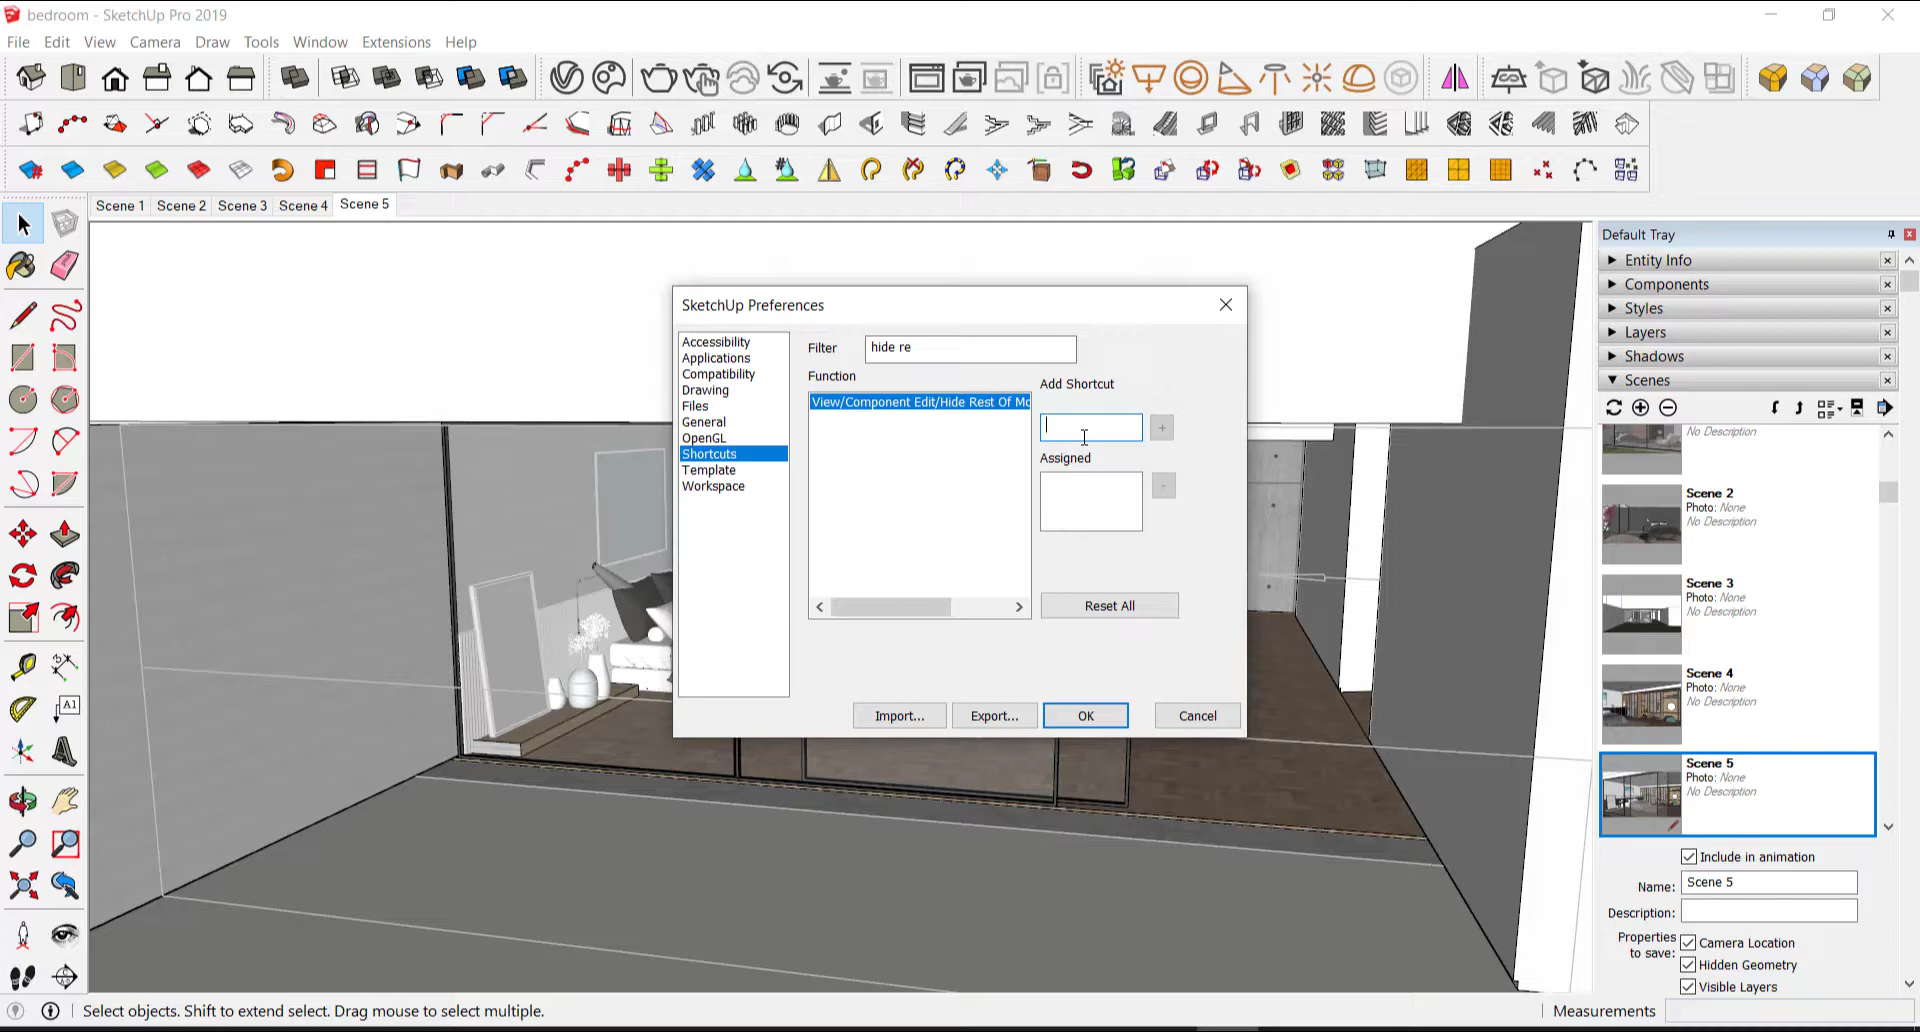 bedroom - SketchUp Pro 2019
File Edit View Camera Draw Tools Window Extensions Help
Scene 1 Scene 2 Scene 3 Scene 4 Scene 5
SketchUp Preferences
Accessibility
Applications
Compatibility
Drawing
Files
General
OpenGL
Shortcuts
Template
Workspace
Filter hide re
Function
View/Component Edit/Hide Rest Of Mo
Add Shortcut
+
Assigned
-
Reset All
Import... Export... OK Cancel
A1
Default Tray
Entity Info
Components
Styles
Layers
Shadows
Scenes
No Description
Scene 2
Photo: None
No Description
Scene 3
Photo: None
No Description
Scene 4
Photo: None
No Description
Scene 5
Photo: None
No Description
Include in animation
Name: Scene 5
Description:
Properties
to save:
Camera Location
Hidden Geometry
Visible Layers
Select objects. Shift to extend select. Drag mouse to select multiple.
Measurements